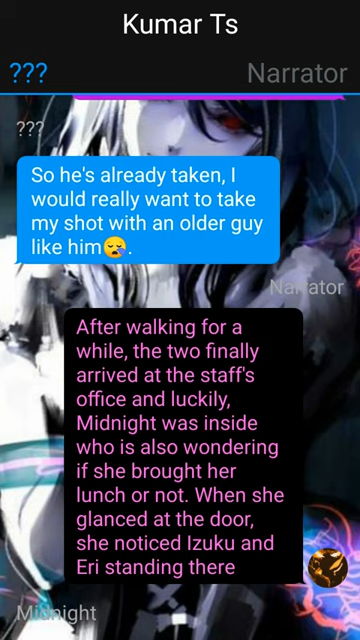 Kumar Ts
???
Narrator
???
So he's already taken, I
would really want to take
my shot with an older guy
like him😪.
Narrator
After walking for a
while, the two finally
arrived at the staff's
office and luckily,
Midnight was inside
who is also wondering
if she brought her
lunch or not. When she
glanced at the door,
she noticed Izuku and
Eri standing there
Midnight